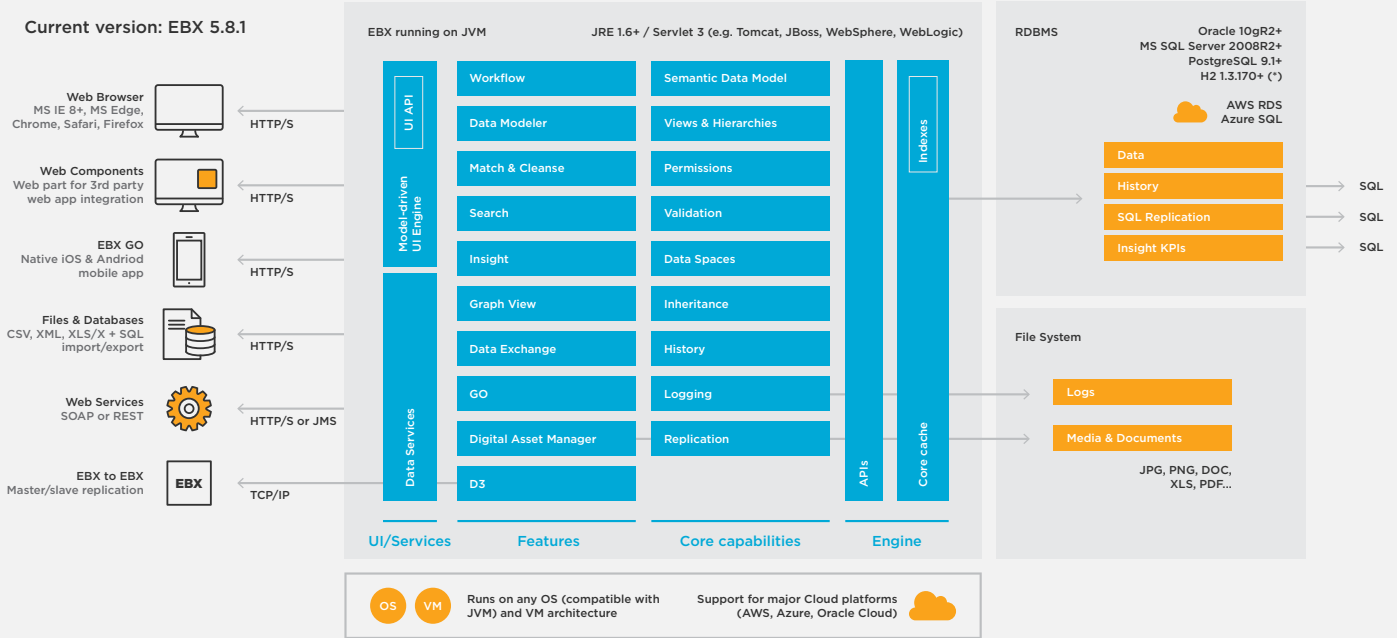 Current version: EBX 5.8.1
Web Browser
MS IE 8+, MS Edge,
Chrome, Safari, Firefox
HTTP/S
Web Components
Web part for 3rd party
web app integration
HTTP/S
EBX GO
Native iOS & Andriod
mobile app
HTTP/S
Files & Databases
CSV, XML, XLS/X + SQL
import/export
HTTP/S
Web Services
SOAP or REST
HTTP/S or JMS
EBX to EBX
Master/slave replication
EBX
TCP/IP
EBX running on JVM
JRE 1.6+ / Servlet 3 (e.g. Tomcat, JBoss, WebSphere, WebLogic)
UI API
Model-driven
UI Engine
Data Services
UI/Services
Workflow
Data Modeler
Match & Cleanse
Search
Insight
Graph View
Data Exchange
GO
Digital Asset Manager
D3
Features
Semantic Data Model
Views & Hierarchies
Permissions
Validation
Data Spaces
Inheritance
History
Logging
Replication
Core capabilities
APIs
Indexes
Core cache
Engine
RDBMS
Oracle 10gR2+
MS SQL Server 2008R2+
PostgreSQL 9.1+
H2 1.3.170+ (*)
AWS RDS
Azure SQL
Data
History
SQL
SQL Replication
SQL
Insight KPIs
SQL
File System
Logs
Media & Documents
JPG, PNG, DOC,
XLS, PDF...
OS
VM
Runs on any OS (compatible with
JVM) and VM architecture
Support for major Cloud platforms
(AWS, Azure, Oracle Cloud)